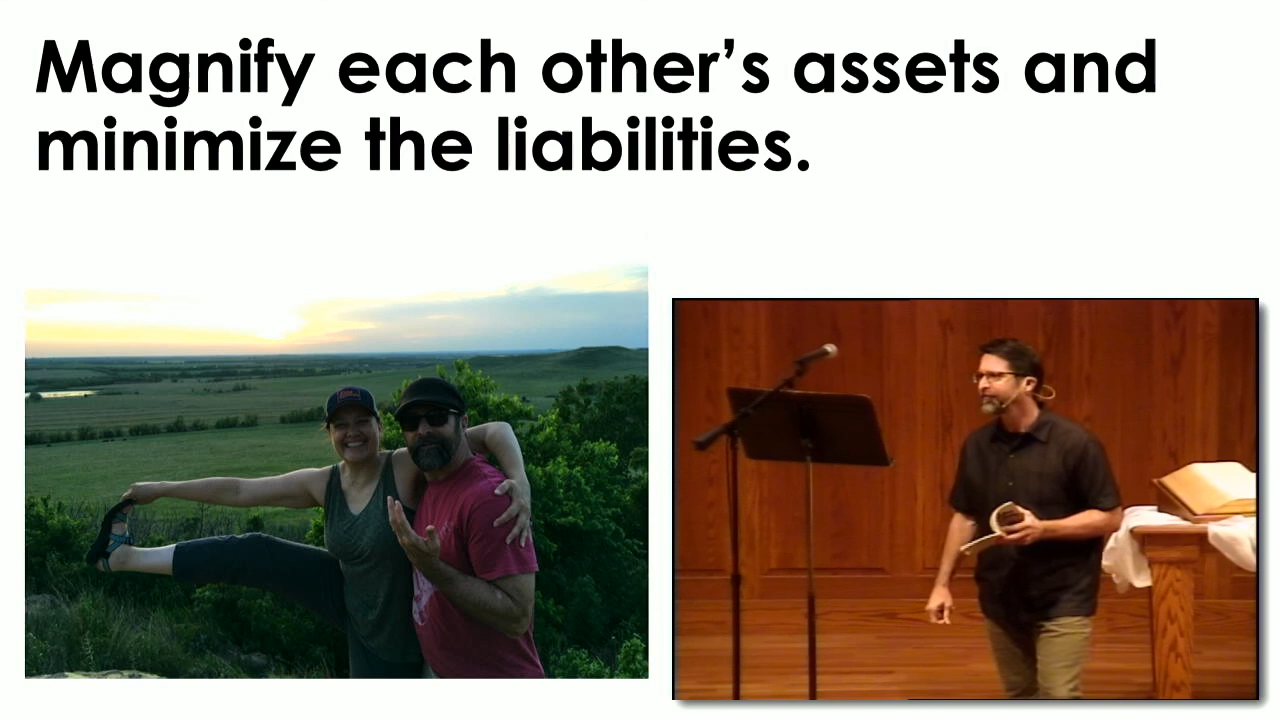 Magnify each other’s assets and
minimize the liabilities.